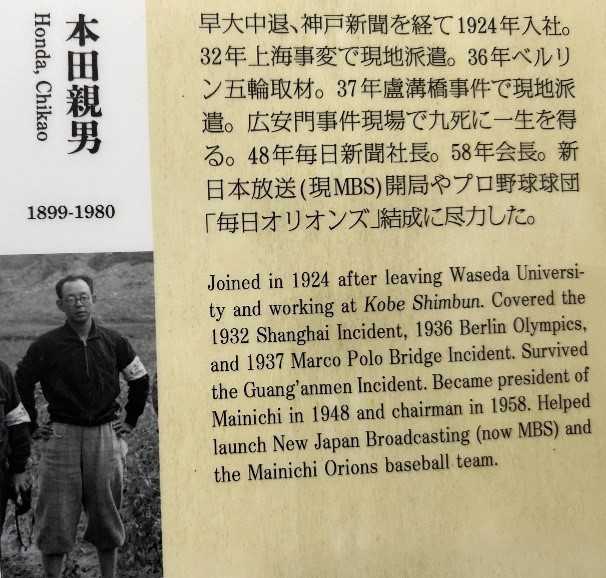 本田親男
Honda, Chikao
1899-1980
早大中退、神戸新聞を経て1924年入社。
32年上海事変で現地派遣。36年ベルリ
ン五輪取材。37年盧溝橋事件で現地派
遣。広安門事件現場で九死に一生を得
る。48年毎日新聞社長。58年会長。新
日本放送(現MBS)開局やプロ野球球団
「毎日オリオンズ」結成に尽力した。
Joined in 1924 after leaving Waseda Universi-
ty and working at Kobe Shimbun. Covered the
1932 Shanghai Incident, 1936 Berlin Olympics,
and 1937 Marco Polo Bridge Incident. Survived
the Guang'anmen Incident. Became president of
Mainichi in 1948 and chairman in 1958. Helped
launch New Japan Broadcasting (now MBS) and
the Mainichi Orions baseball team.